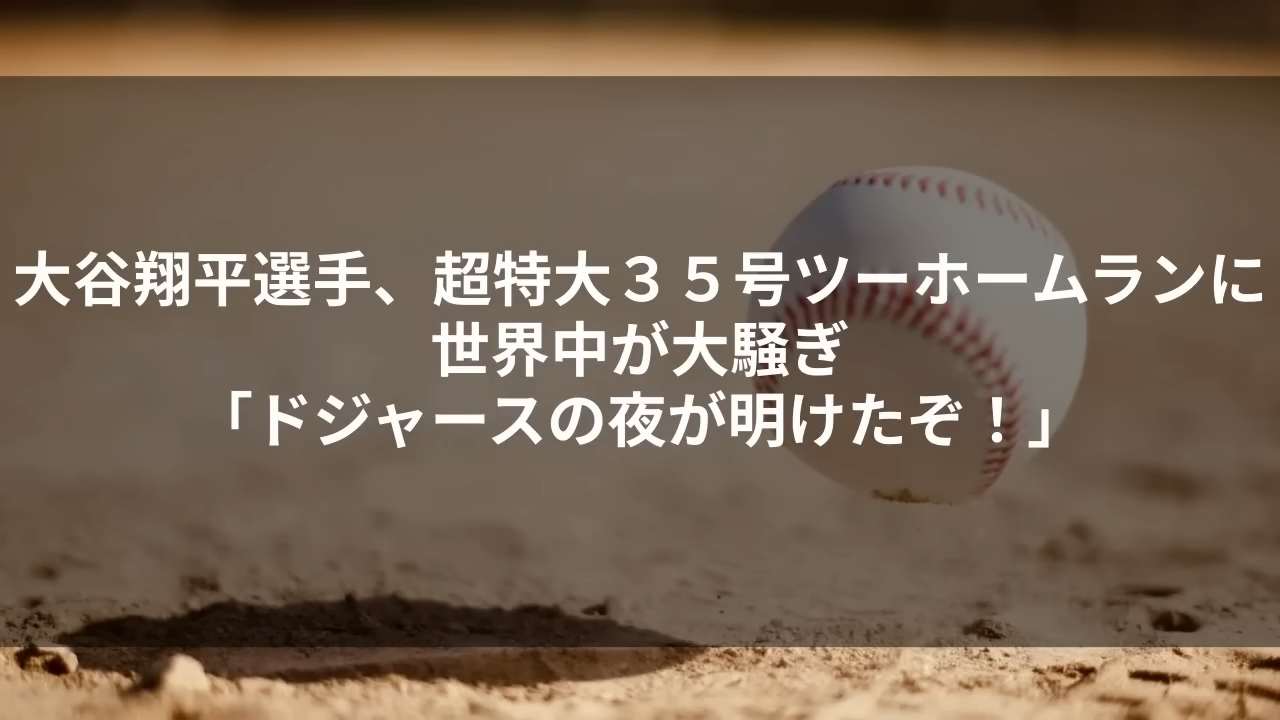 大谷翔平選手、超特大３５号ツーホームランに
世界中が大騒ぎ
「ドジャースの夜が明けたぞ！」